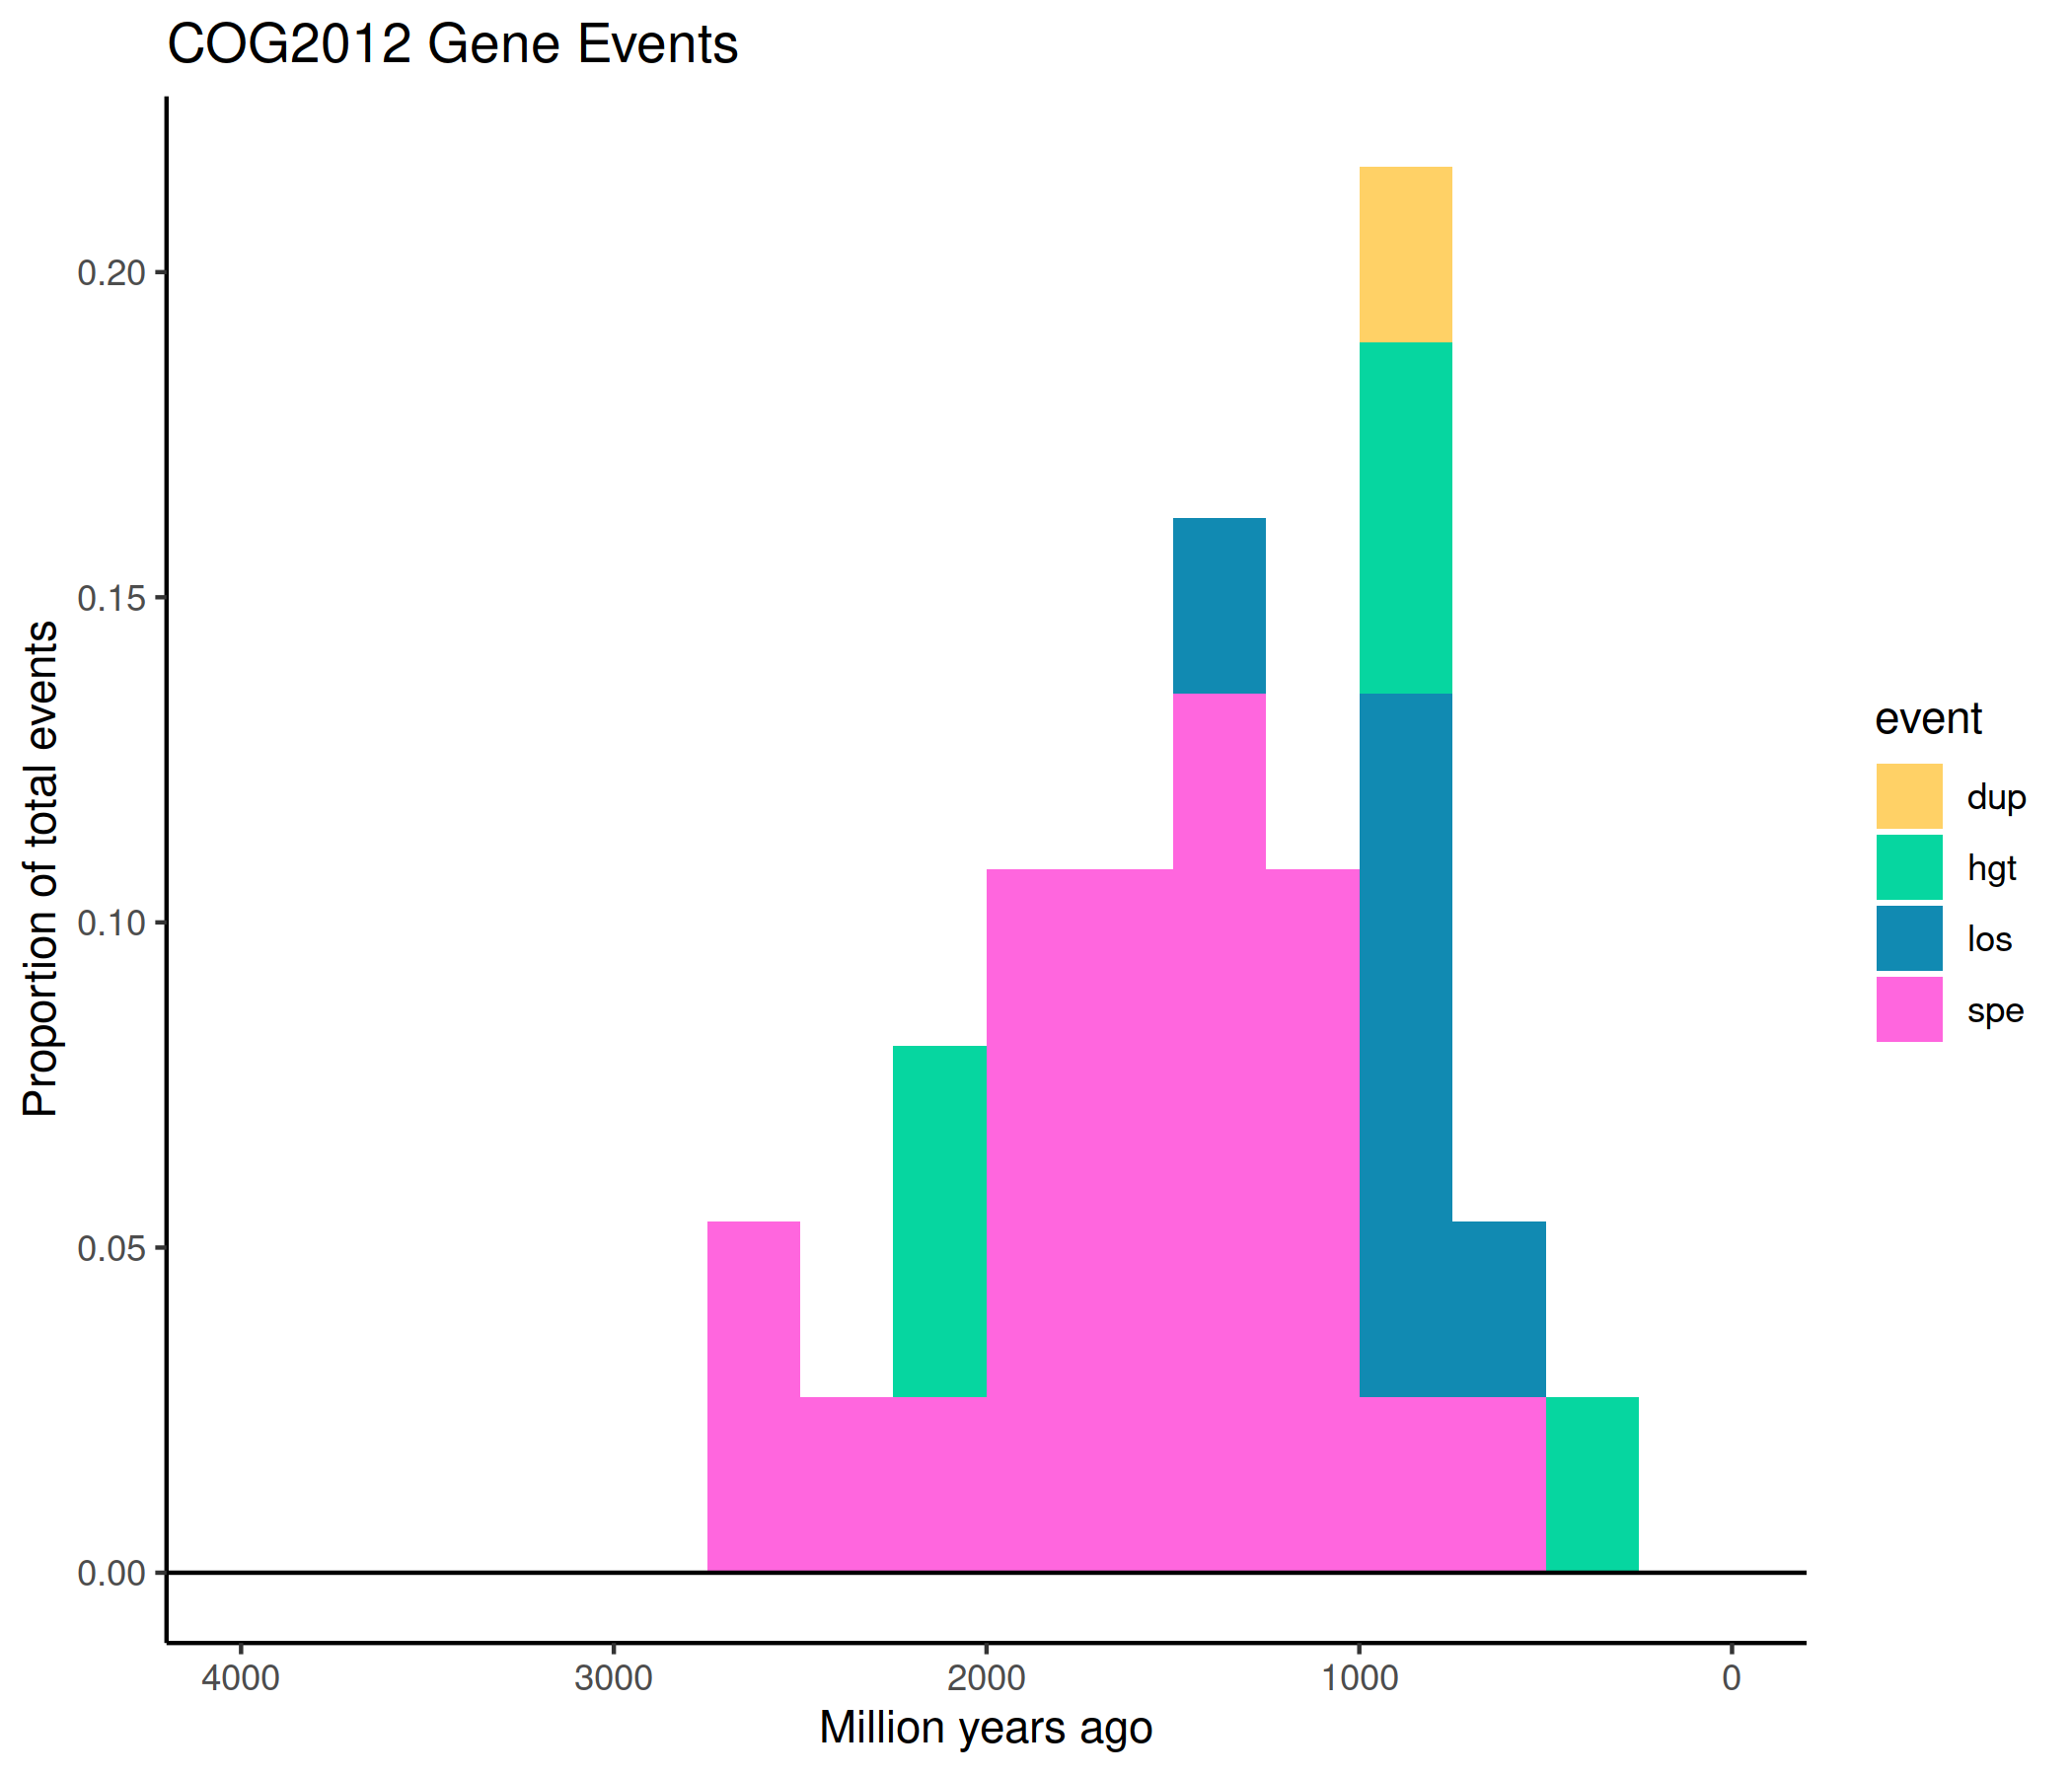 COG2012 Gene Events
Proportion of total events
0.20
0.15
0.10
0.05
0.00
4000 3000 2000 1000 0
Million years ago
event
dup
hgt
los
spe